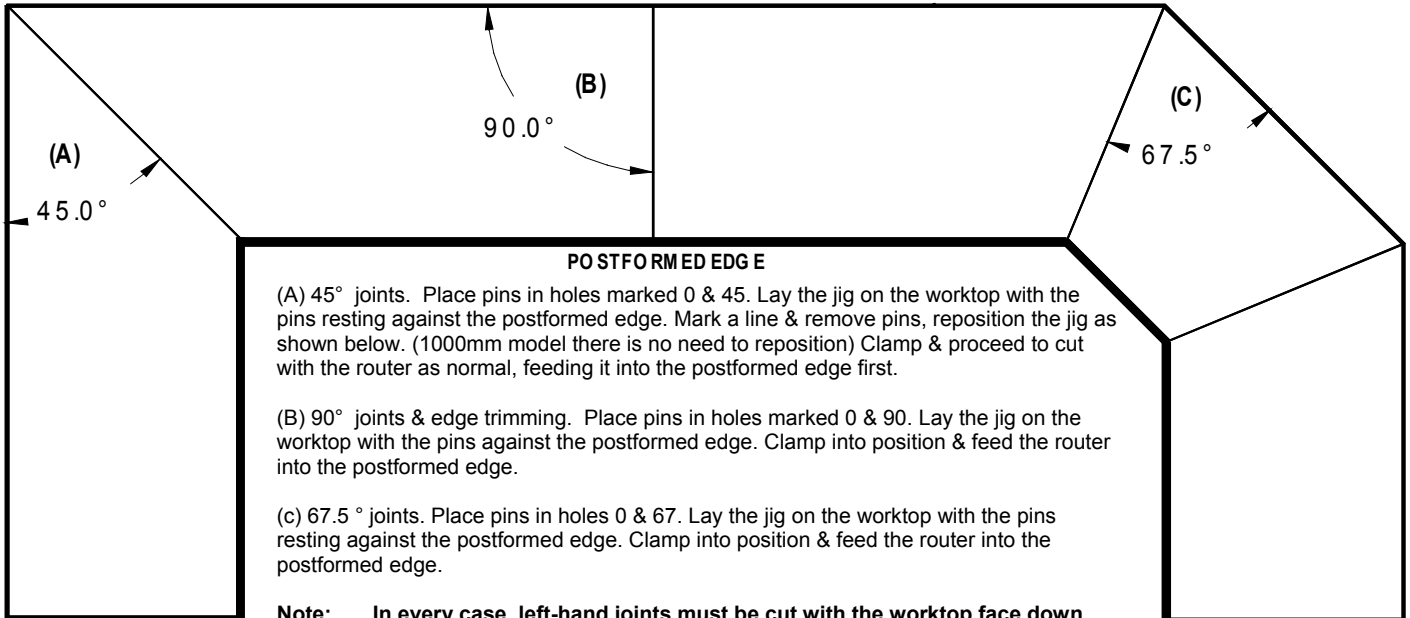 (B)
90.0°
(C)
67.5°
(A)
45.0°
POSTFORMED EDGE
(A) 45° joints. Place pins in holes marked 0 & 45. Lay the jig on the worktop with the
pins resting against the postformed edge. Mark a line & remove pins, reposition the jig as
shown below. (1000mm model there is no need to reposition) Clamp & proceed to cut
with the router as normal, feeding it into the postformed edge first.
(B) 90° joints & edge trimming. Place pins in holes marked 0 & 90. Lay the jig on the
worktop with the pins against the postformed edge. Clamp into position & feed the router
into the postformed edge.
(c) 67.5 ° joints. Place pins in holes 0 & 67. Lay the jig on the worktop with the pins
resting against the postformed edge. Clamp into position & feed the router into the
postformed edge.
Note: In every case, left-hand joints must be cut with the worktop face down